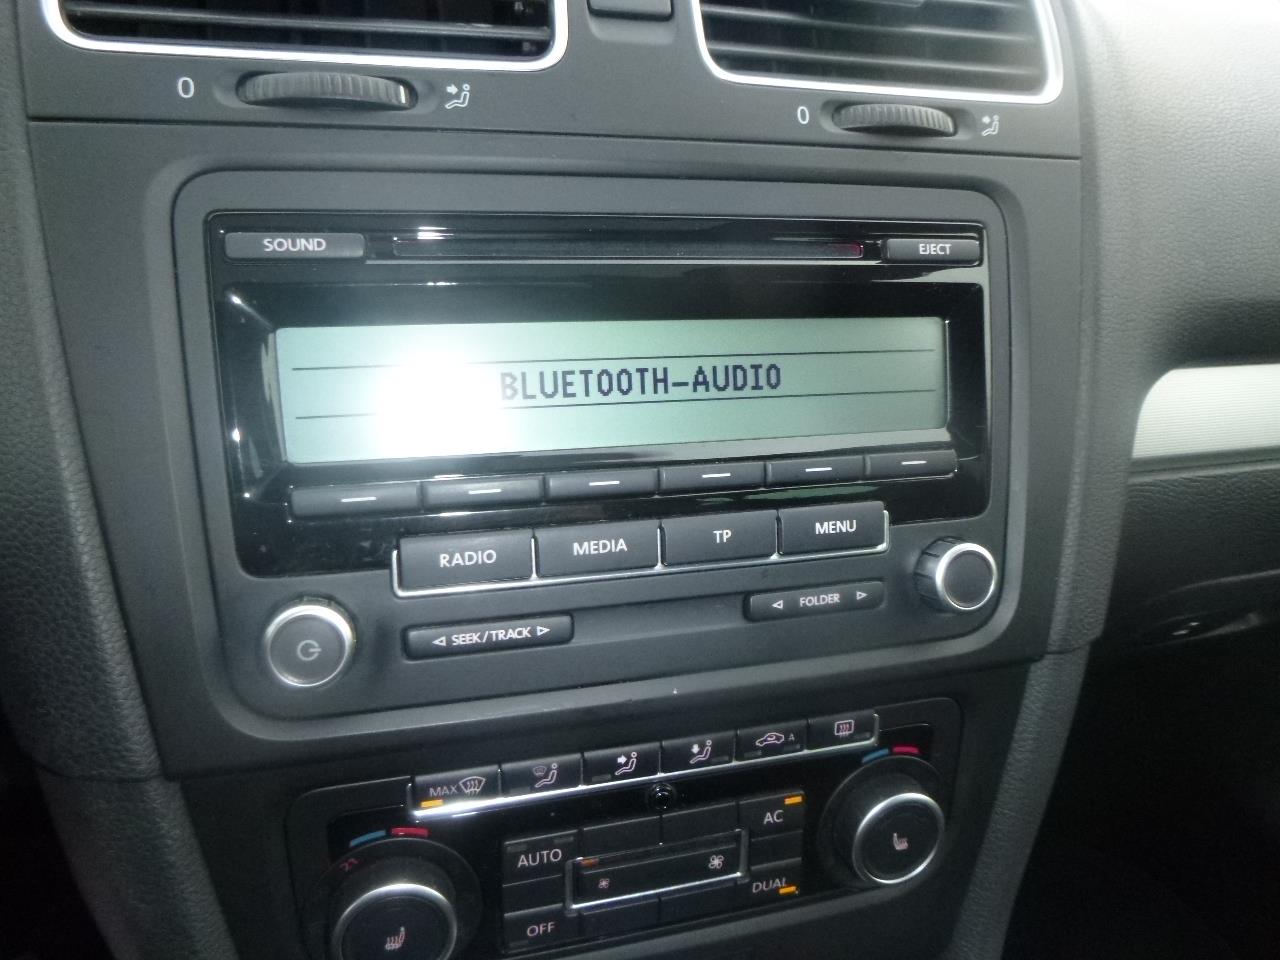 0
0
SOUND
EJECT
BLUETOOTH-AUDIO
RADIO
MEDIA
TP
MENU
SEEK/TRACK
FOLDER
MAX
A
AUTO
AC
OFF
DUAL